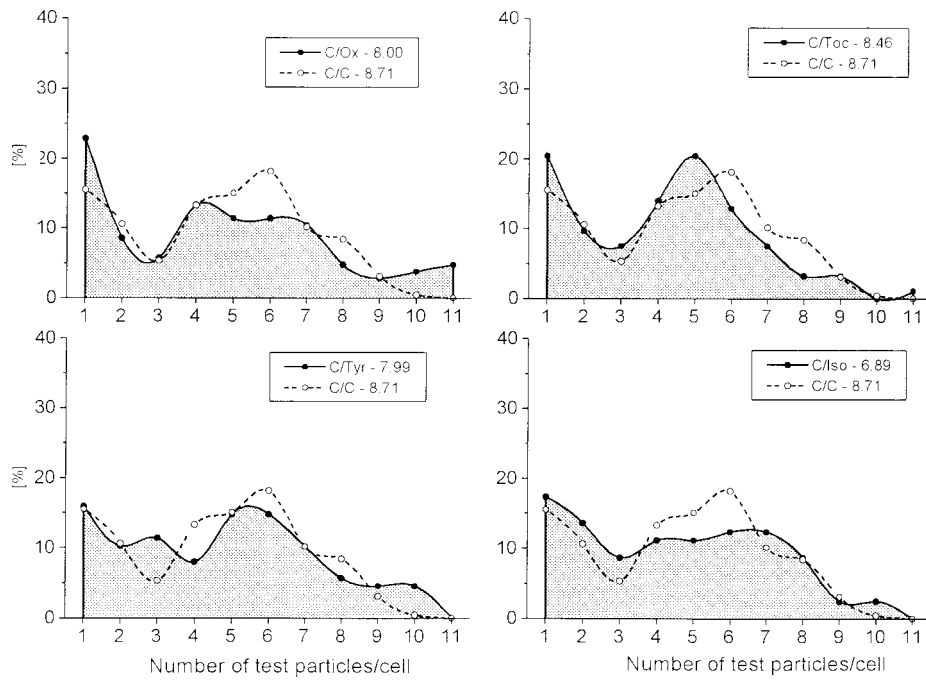 40
30
20
10
0
[%]
C/Ox - 8.00
C/C - 8.71
1 2 3 4 5 6 7 8 9 10 11
40
30
20
10
0
C/Toc - 8.46
C/C - 8.71
1 2 3 4 5 6 7 8 9 10 11
40
30
20
10
0
[%]
C/Tyr - 7.99
C/C - 8.71
1 2 3 4 5 6 7 8 9 10 11
Number of test particles/cell
40
30
20
10
0
C/Iso - 6.89
C/C - 8.71
1 2 3 4 5 6 7 8 9 10 11
Number of test particles/cell